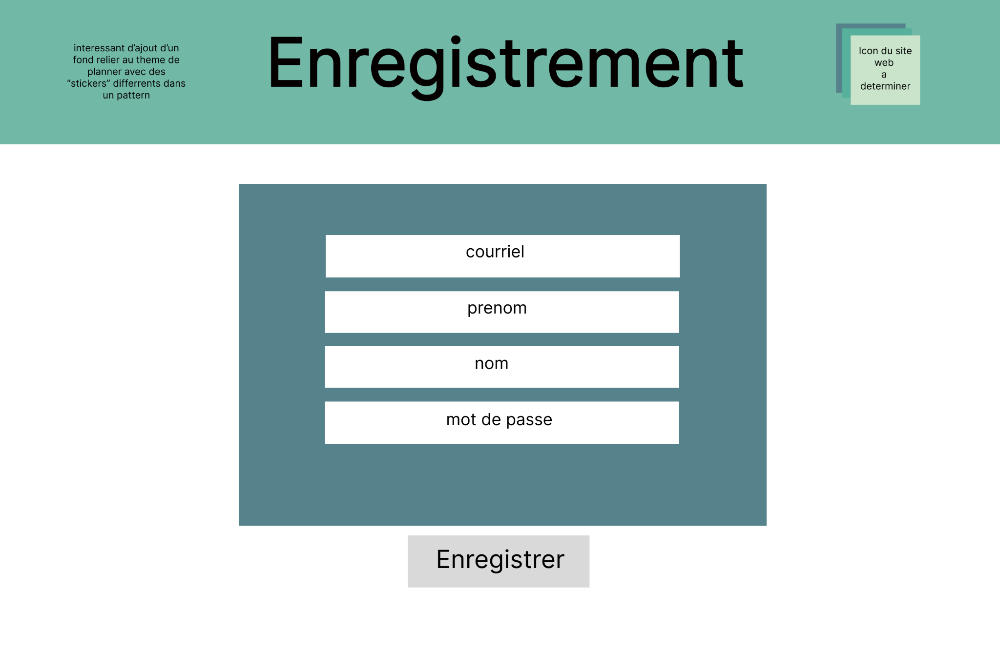 interessant d’ajout d’un
fond relier au theme de
planner avec des
“stickers” differrents dans
un pattern
Enregistrement
Icon du site
web
a
determiner
courriel
prenom
nom
mot de passe
Enregistrer